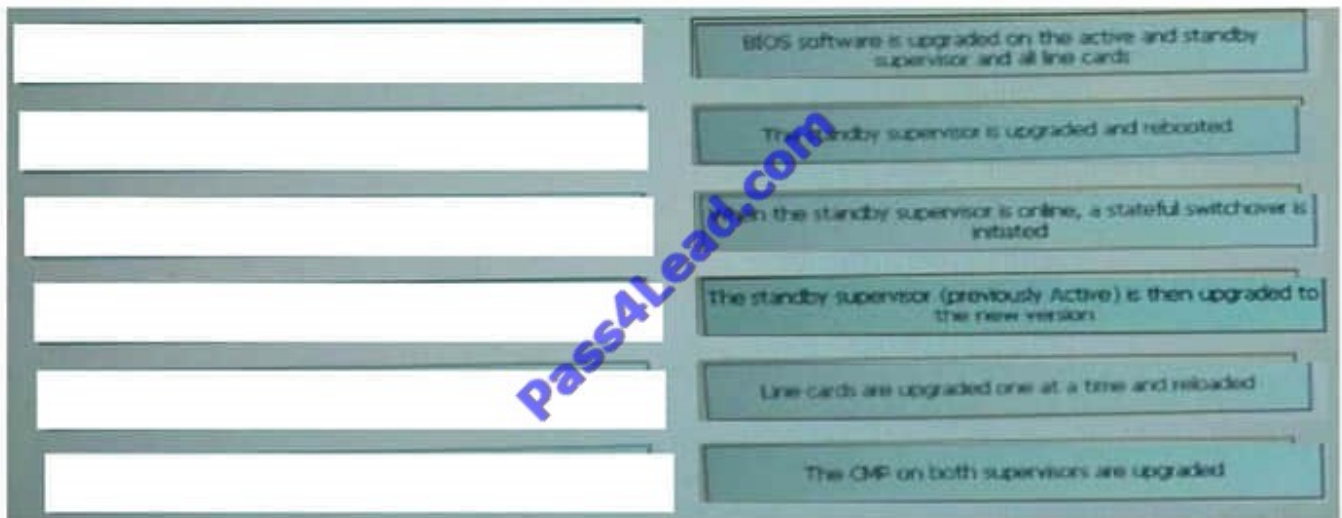 BIOS software is upgraded on the active and standby
supervisor and all line cards
The standby supervisor is upgraded and rebooted
When the standby supervisor is online, a stateful switchover is
initiated
The standby supervisor (previously Active) is then upgraded to
the new version
Line cards are upgraded one at a time and reloaded
The CMP on both supervisors are upgraded
Pass4Lead.com